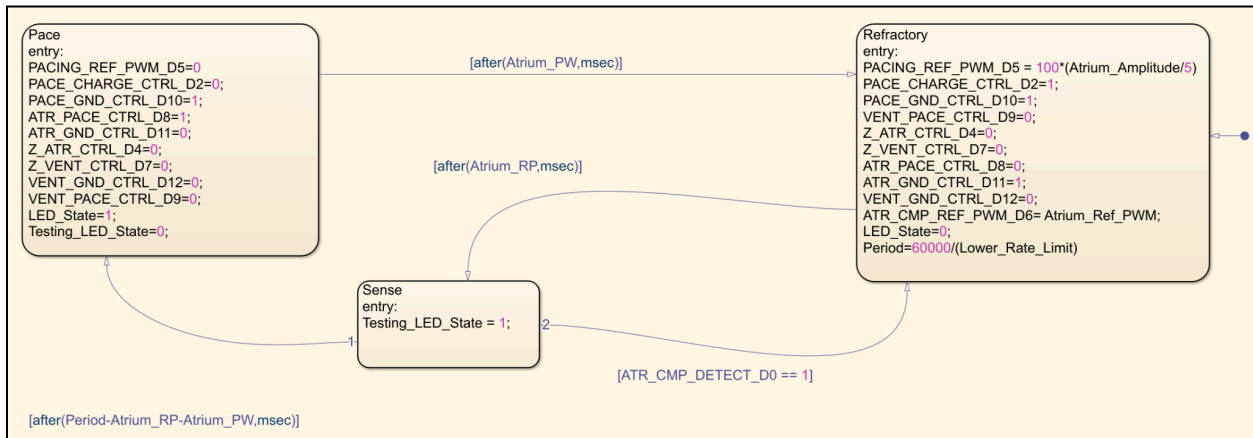 Pace
entry:
PACING_REF_PWM_D5=0
PACE_CHARGE_CTRL_D2=0;
PACE_GND_CTRL_D10=1;
ATR_PACE_CTRL_D8=1;
ATR_GND_CTRL_D11=0;
Z_ATR_CTRL_D4=0;
Z_VENT_CTRL_D7=0;
VENT_GND_CTRL_D12=0;
VENT_PACE_CTRL_D9=0;
LED_State=1;
Testing_LED_State=0;
[after(Atrium_PW,msec)]
Refractory
entry:
PACING_REF_PWM_D5 = 100*(Atrium_Amplitude/5)
PACE_CHARGE_CTRL_D2=1;
PACE_GND_CTRL_D10=1;
VENT_PACE_CTRL_D9=0;
Z_ATR_CTRL_D4=0;
Z_VENT_CTRL_D7=0;
ATR_PACE_CTRL_D8=0;
ATR_GND_CTRL_D11=1;
VENT_GND_CTRL_D12=0;
ATR_CMP_REF_PWM_D6= Atrium_Ref_PWM;
LED_State=0;
Period=60000/(Lower_Rate_Limit)
[after(Atrium_RP,msec)]
Sense
entry:
Testing_LED_State = 1;
1
2
[ATR_CMP_DETECT_D0 == 1]
[after(Period-Atrium_RP-Atrium_PW,msec)]